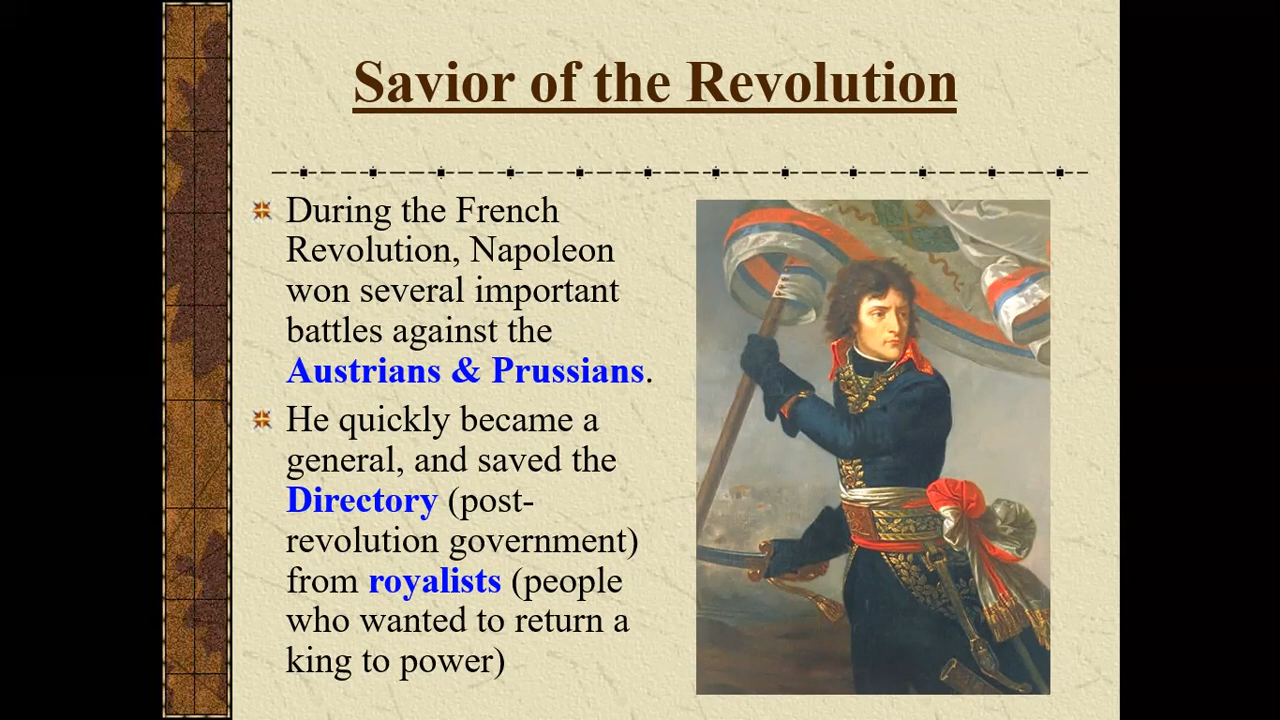 Savior of the Revolution
During the French
Revolution, Napoleon
won several important
battles against the
Austrians & Prussians.
He quickly became a
general, and saved the
Directory (post-
revolution government)
from royalists (people
who wanted to return a
king to power)